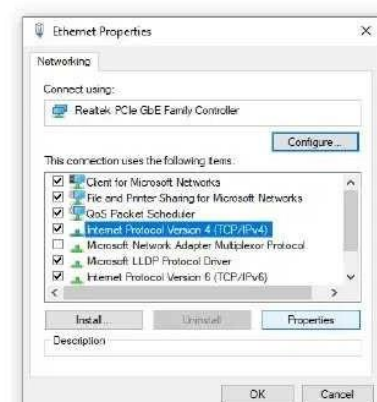 Ethernet Properties
Networking
Connect using:
Realtek PCIe GbE Family Controller
Configure...
This connection uses the following items:
Client for Microsoft Networks
File and Printer Sharing for Microsoft Networks
QoS Packet Scheduler
Internet Protocol Version 4 (TCP/IPv4)
Microsoft Network Adapter Multiplexor Protocol
Microsoft LLDP Protocol Driver
Internet Protocol Version 6 (TCP/IPv6)
Install...
Uninstall
Properties
Description
OK
Cancel